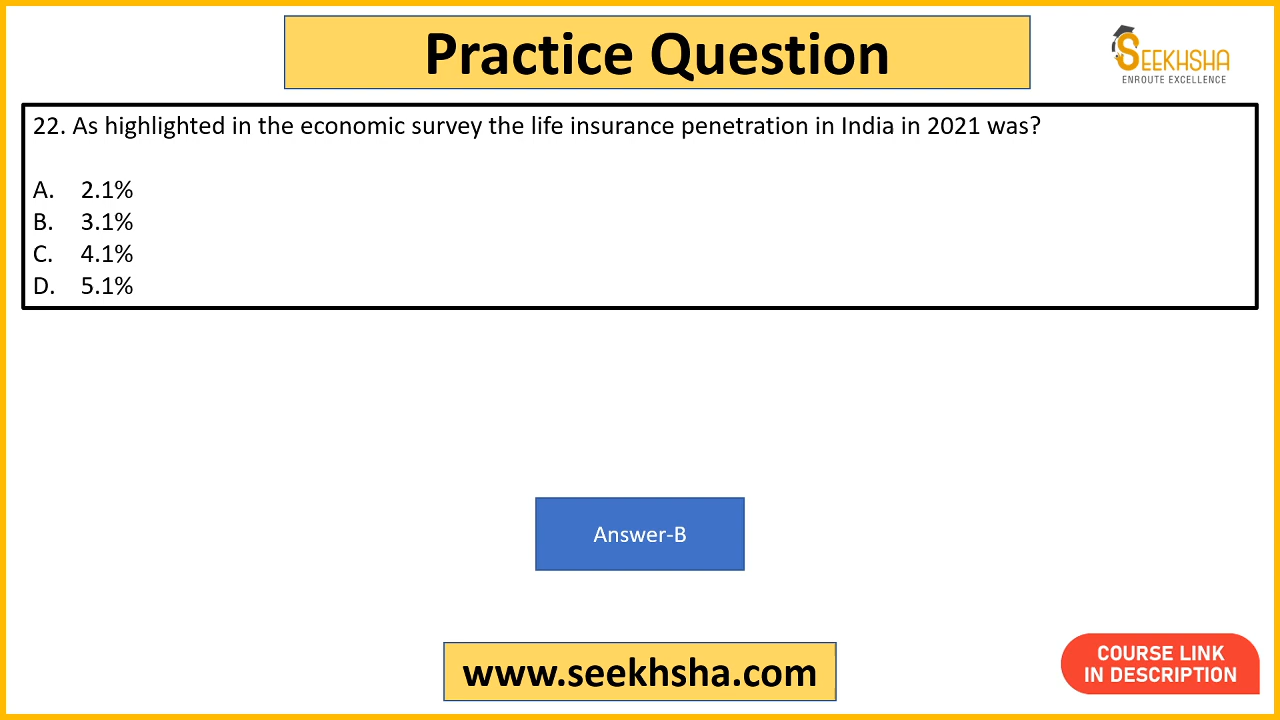 Practice Question
SEEKHSHA
ENROUTE EXCELLENCE
22. As highlighted in the economic survey the life insurance penetration in India in 2021 was?
A. 2.1%
B. 3.1%
C. 4.1%
D. 5.1%
Answer-B
www.seekhsha.com
COURSE LINK
IN DESCRIPTION